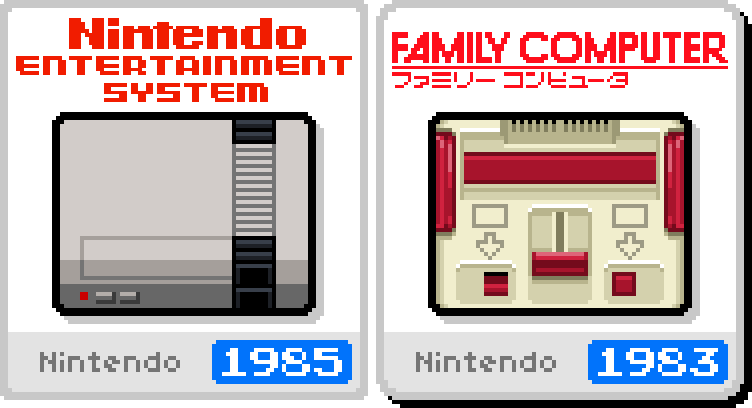 Nintendo
ENTERTAINMENT
SYSTEM
Nintendo 1985
FAMILY COMPUTER
ファミリー コンピュータ
Nintendo 1983